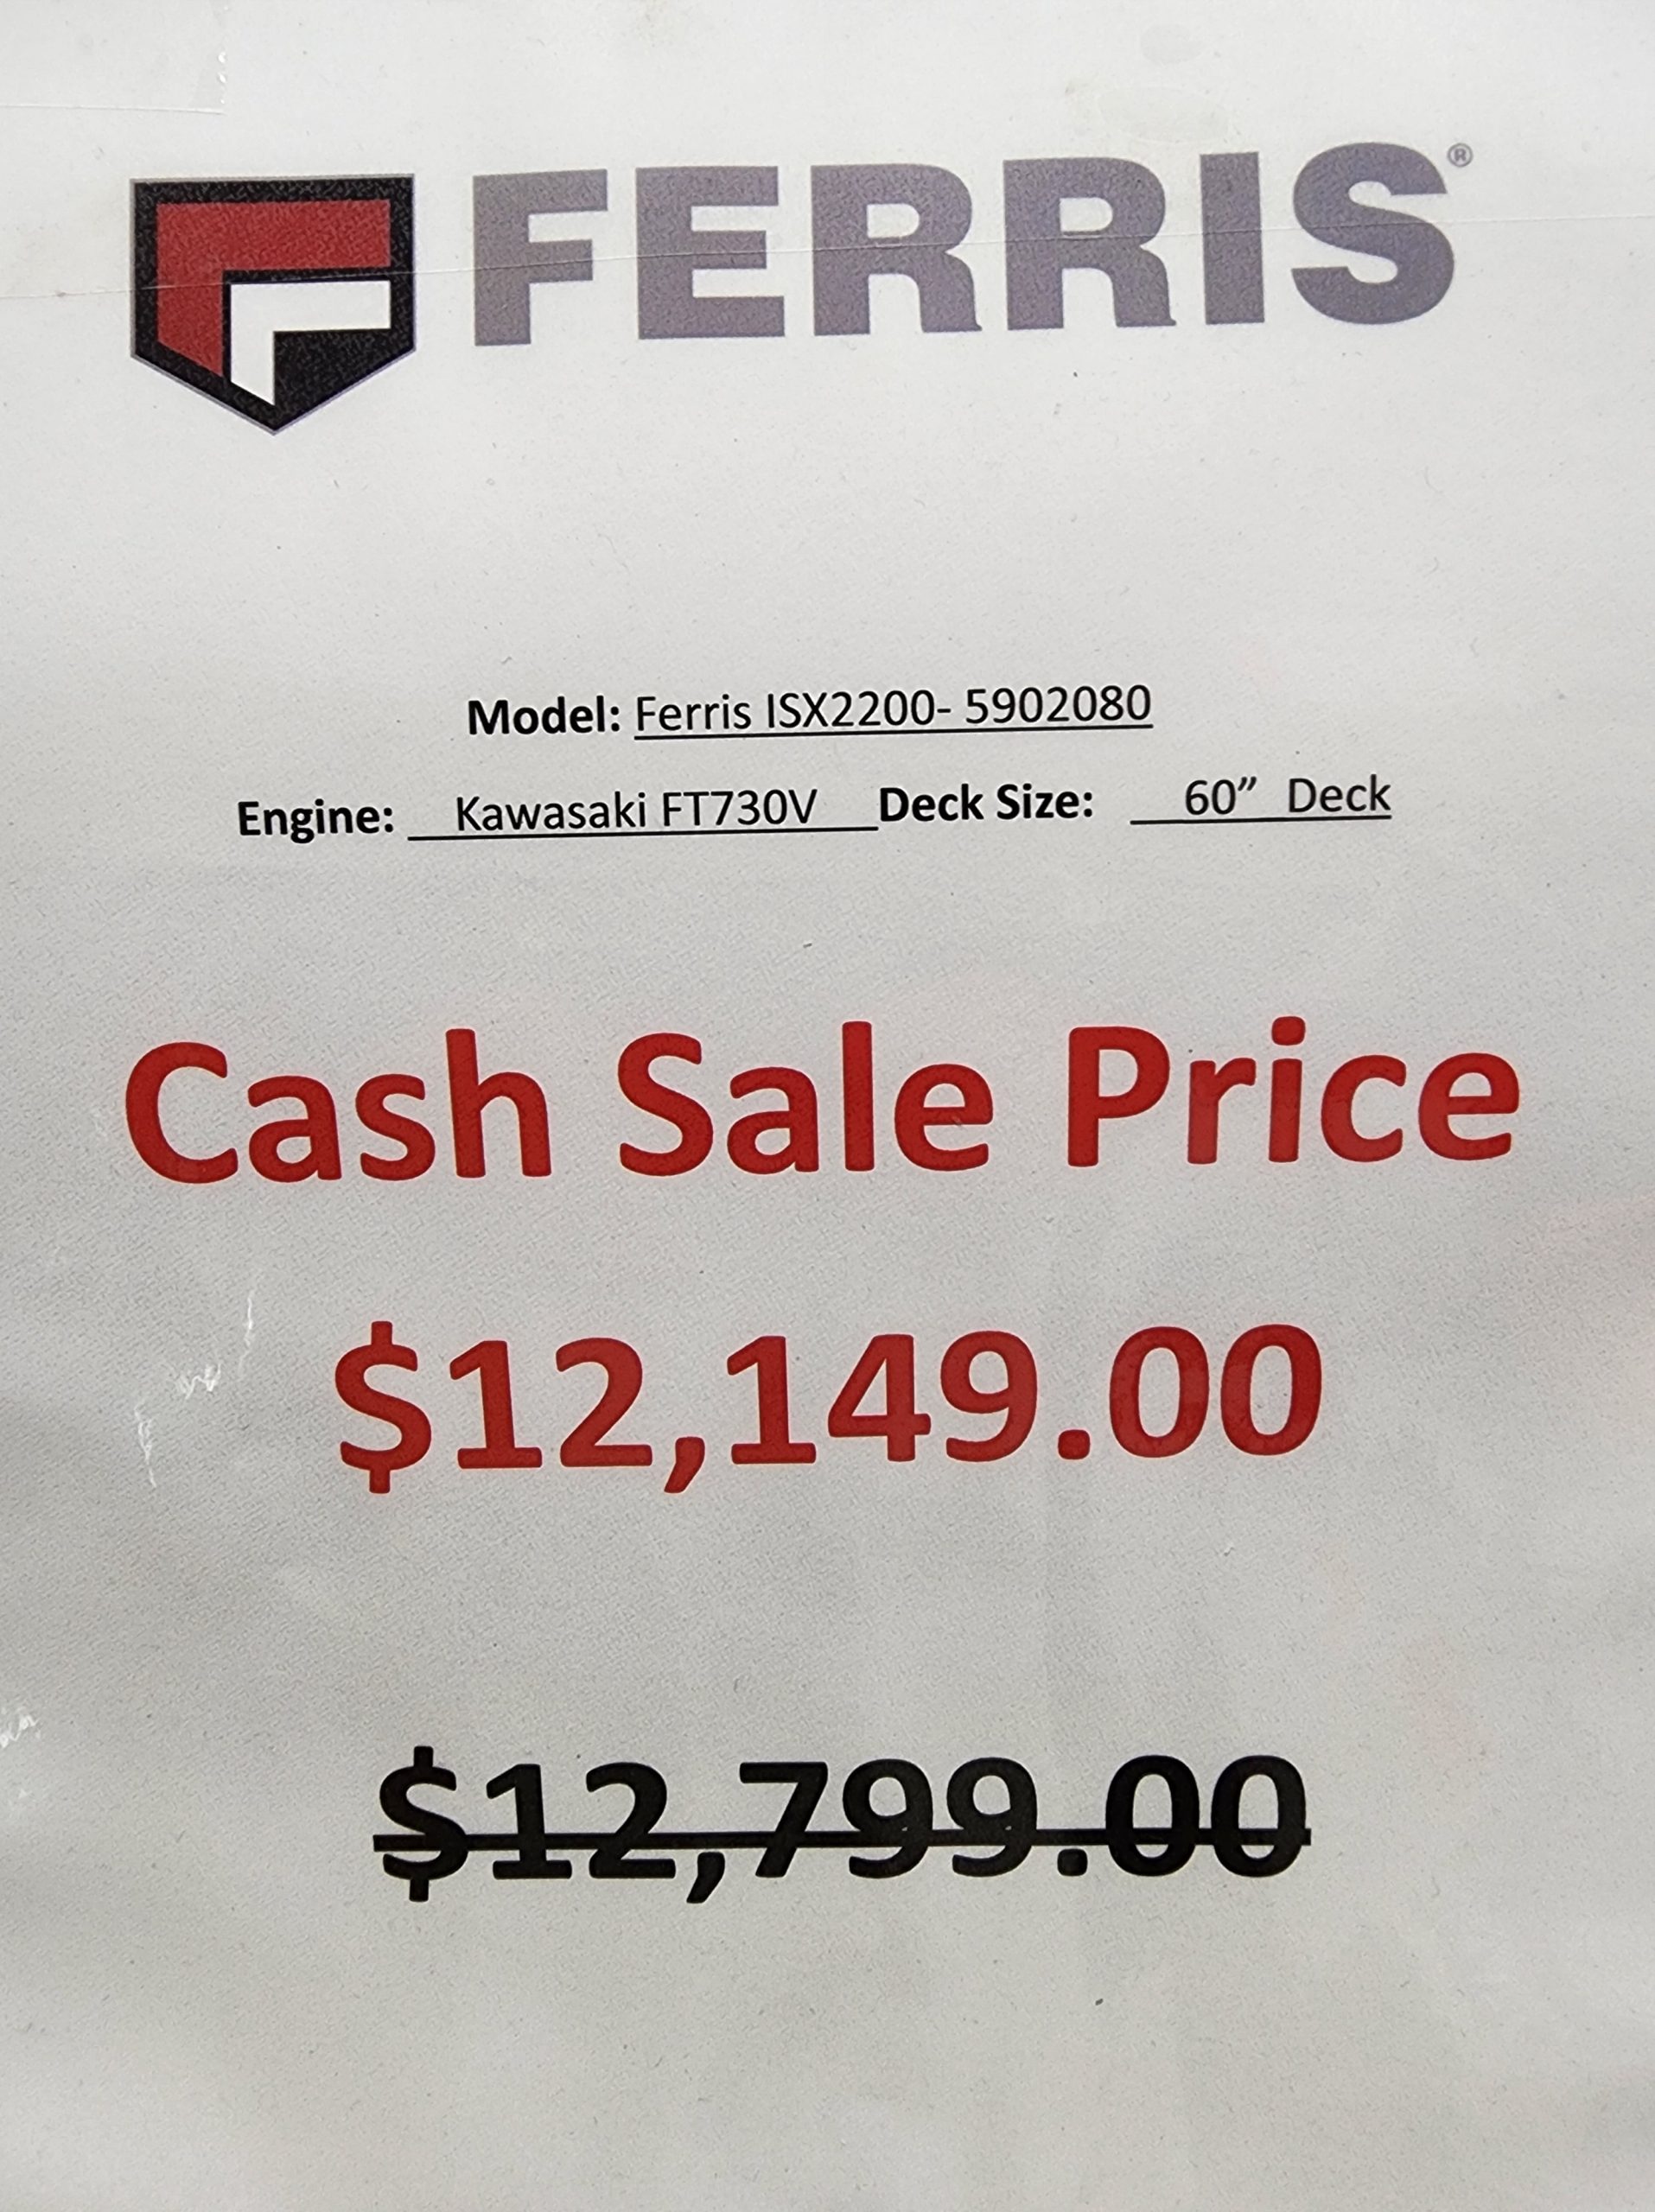 FERRIS®
Model: Ferris ISX2200- 5902080
Engine: Kawasaki FT730V Deck Size: 60” Deck
Cash Sale Price
$12,149.00
$12,799.00